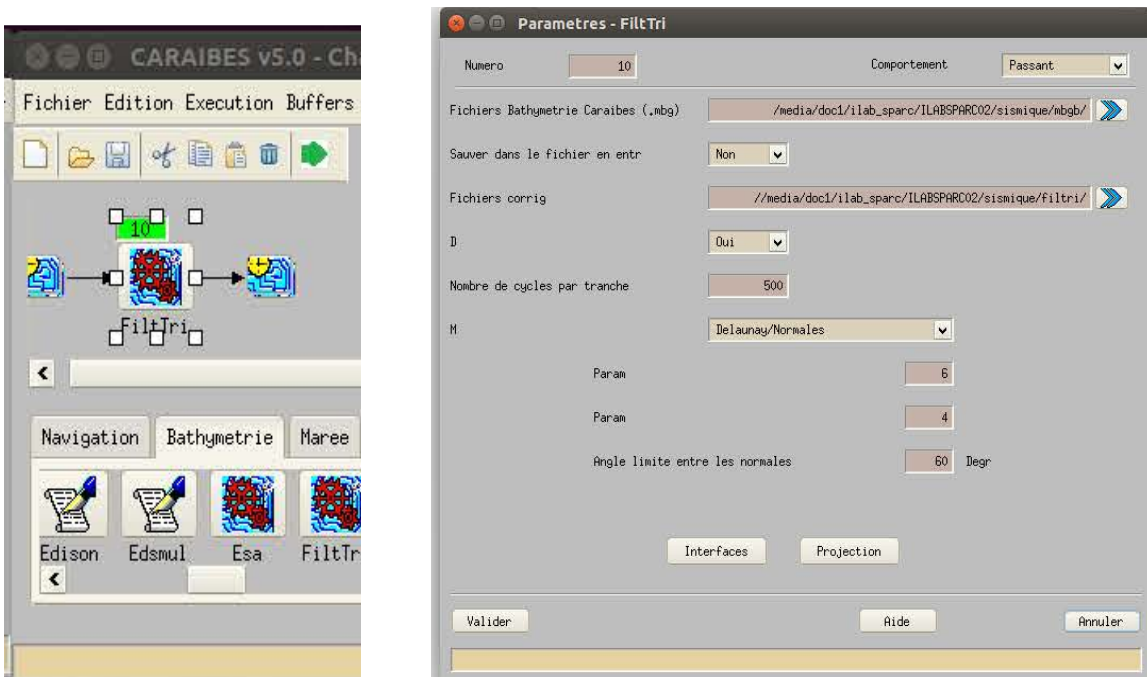 CARAIBES v5.0 - Ch
Fichier Edition Execution Buffers
10
FiltTri
Navigation Bathymetrie Maree
Edison Edsmul Esa FiltTr
Parametres - FiltTri
Numero 10 Comportement Passant
Fichiers Bathymetrie Caraibes (.mbg) /media/doc1/ilab_sparc/ILABSPARC02/sismique/mbgb/
Sauver dans le fichier en entr Non
Fichiers corrig //media/doc1/ilab_sparc/ILABSPARC02/sismique/filtri/
D Oui
Nombre de cycles par tranche 500
M Delaunay/Normales
Param 6
Param 4
Angle limite entre les normales 60 Degr
Interfaces Projection
Valider Aide Annuler